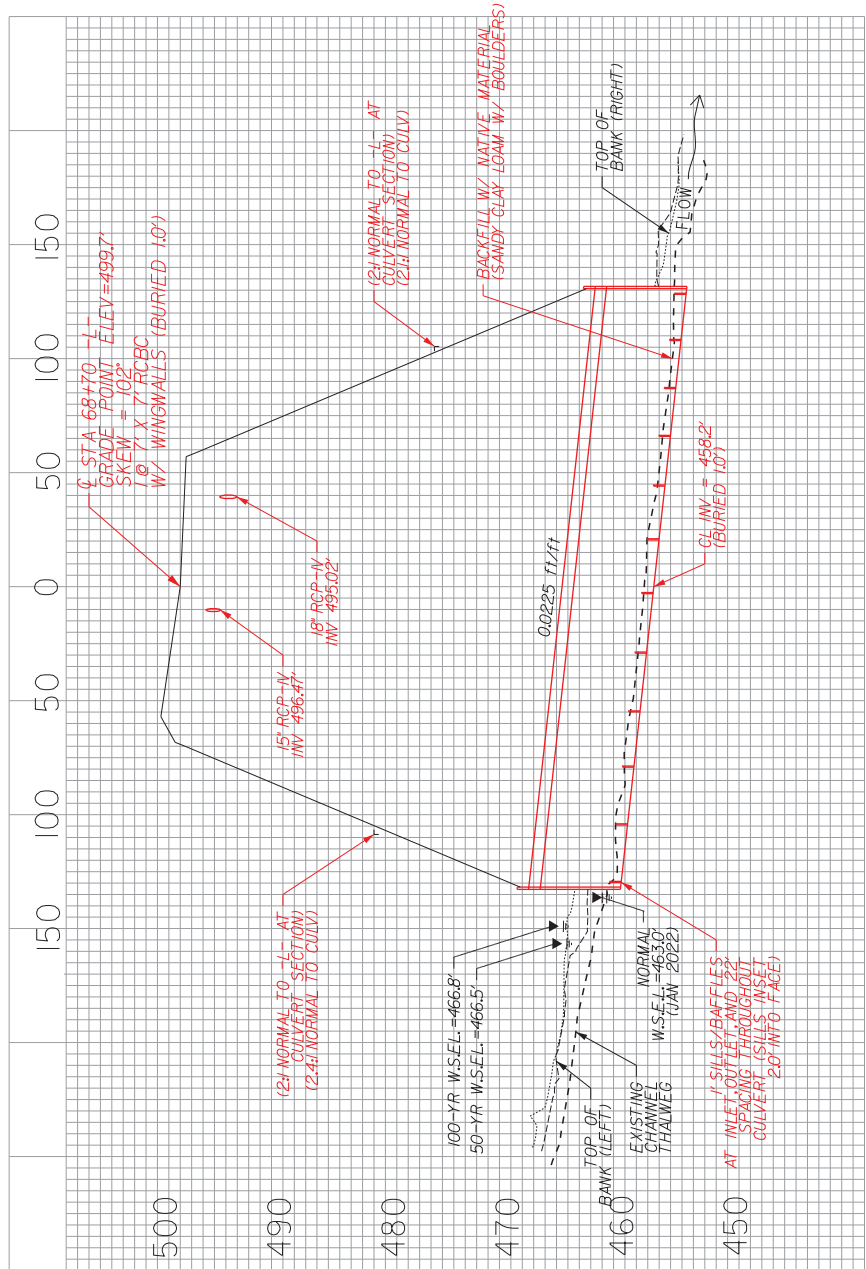 150
100
50
0
50
100
150
500
490
480
470
460
450
℄ STA 68+70 -L-
GRADE POINT ELEV=499.7'
SKEW = 102°
1 @ 7' X 7' RCBC
W/ WINGWALLS (BURIED 1.0')
15" RCP-IV
INV 496.47'
18" RCP-IV
INV 495.02'
(2:1 NORMAL TO -L- AT
CULVERT SECTION)
(2.4:1 NORMAL TO CULV)
(2:1 NORMAL TO -L- AT
CULVERT SECTION)
(2.1:1 NORMAL TO CULV)
100-YR W.S.EL.=466.8'
50-YR W.S.EL.=466.5'
0.0225 ft/ft
BACKFILL W/ NATIVE MATERIAL
(SANDY CLAY LOAM W/ BOULDERS)
TOP OF
BANK (LEFT)
EXISTING
CHANNEL
THALWEG
NORMAL
W.S.E.L.=463.0'
(JAN 2022)
TOP OF
BANK (RIGHT)
FLOW
1' SILLS/BAFFLES
AT INLET, OUTLET, AND 22'
SPACING THROUGHOUT
CULVERT (SILLS INSET
2.0' INTO FACE)
CL INV = 458.2'
(BURIED 1.0')